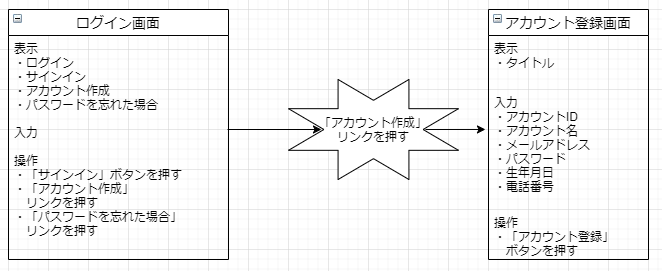 ログイン画面
表示
・ログイン
・サインイン
・アカウント作成
・パスワードを忘れた場合
入力
操作
・「サインイン」ボタンを押す
・「アカウント作成」
リンクを押す
・「パスワードを忘れた場合」
リンクを押す
「アカウント作成」
リンクを押す
アカウント登録画面
表示
・タイトル
入力
・アカウントID
・アカウント名
・メールアドレス
・パスワード
・生年月日
・電話番号
操作
・「アカウント登録」
ボタンを押す